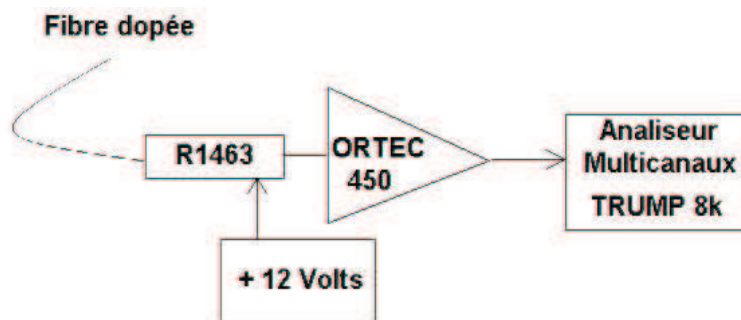 Fibre dopée
R1463
ORTEC
450
Analiseur
Multicanaux
TRUMP 8k
+ 12 Volts